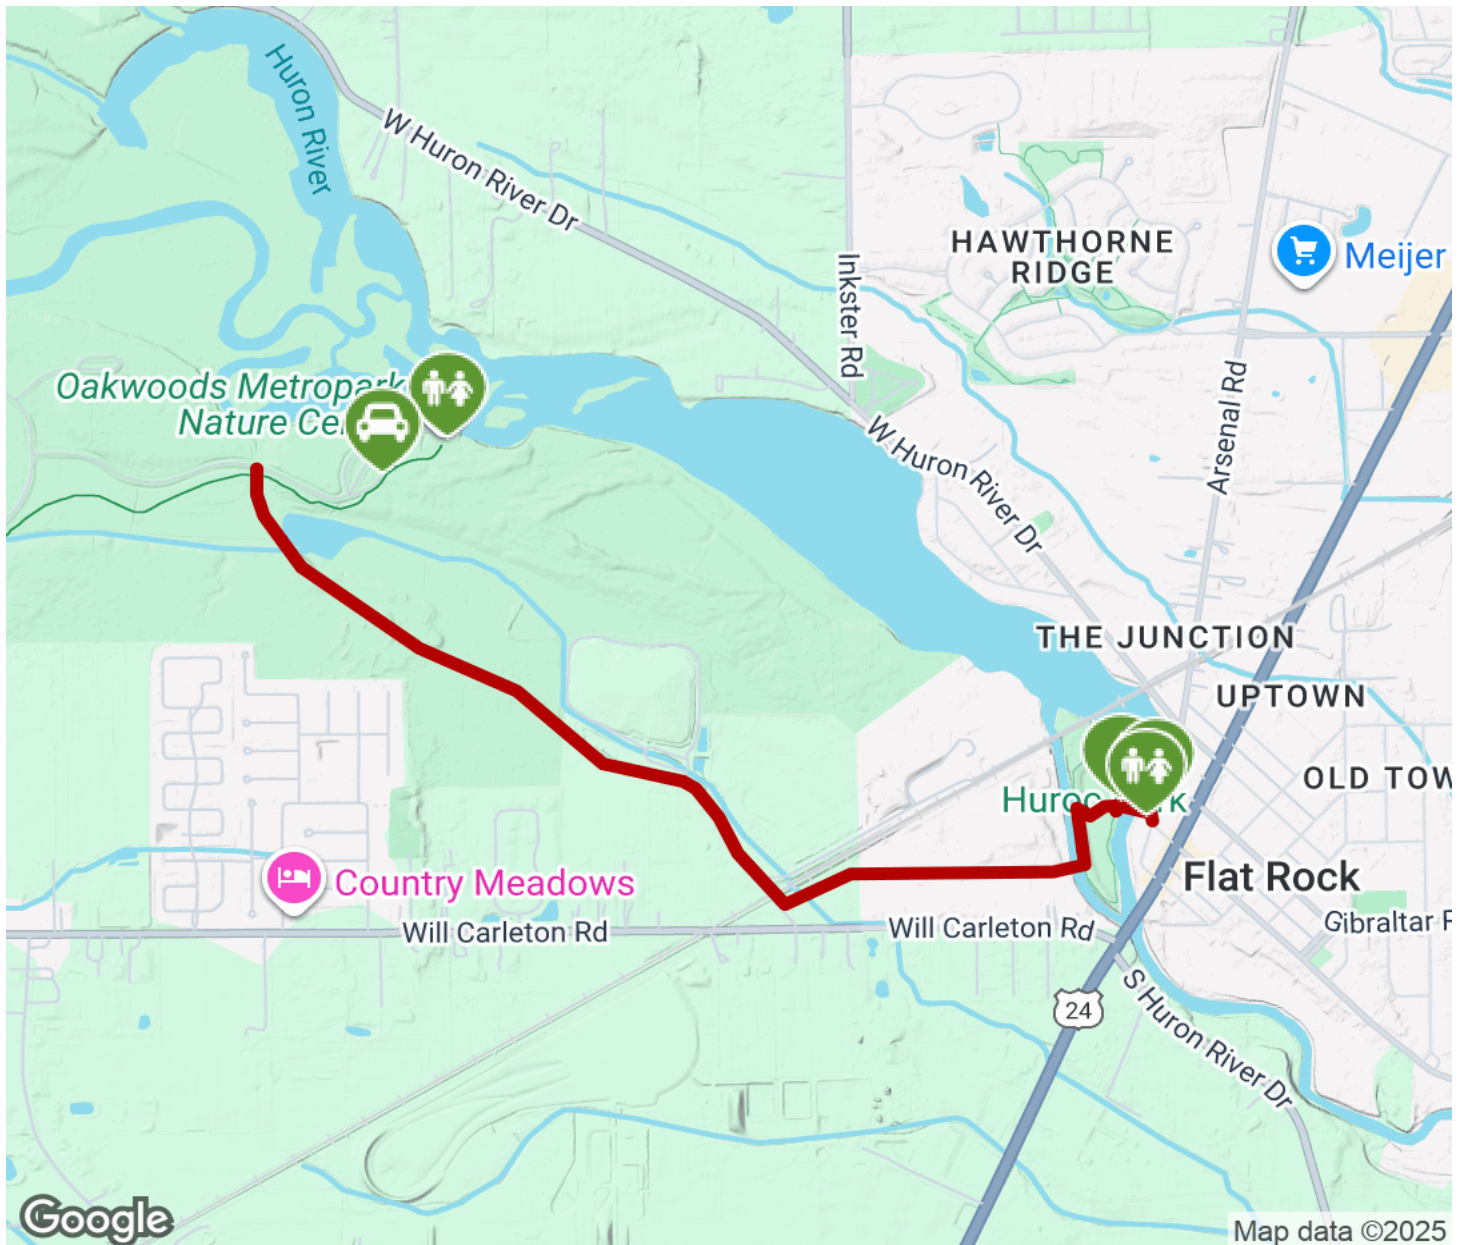 Huron River
W Huron River Dr
HAWTHORNE
RIDGE
Meijer
Inkster Rd
Arsenal Rd
Oakwoods Metropark
Nature Ce
W Huron River Dr
THE JUNCTION
UPTOWN
OLD TOW
Huro
k
Flat Rock
Country Meadows
Will Carleton Rd
Will Carleton Rd
Gibraltar
24
S Huron River Dr
Google
Map data ©2025